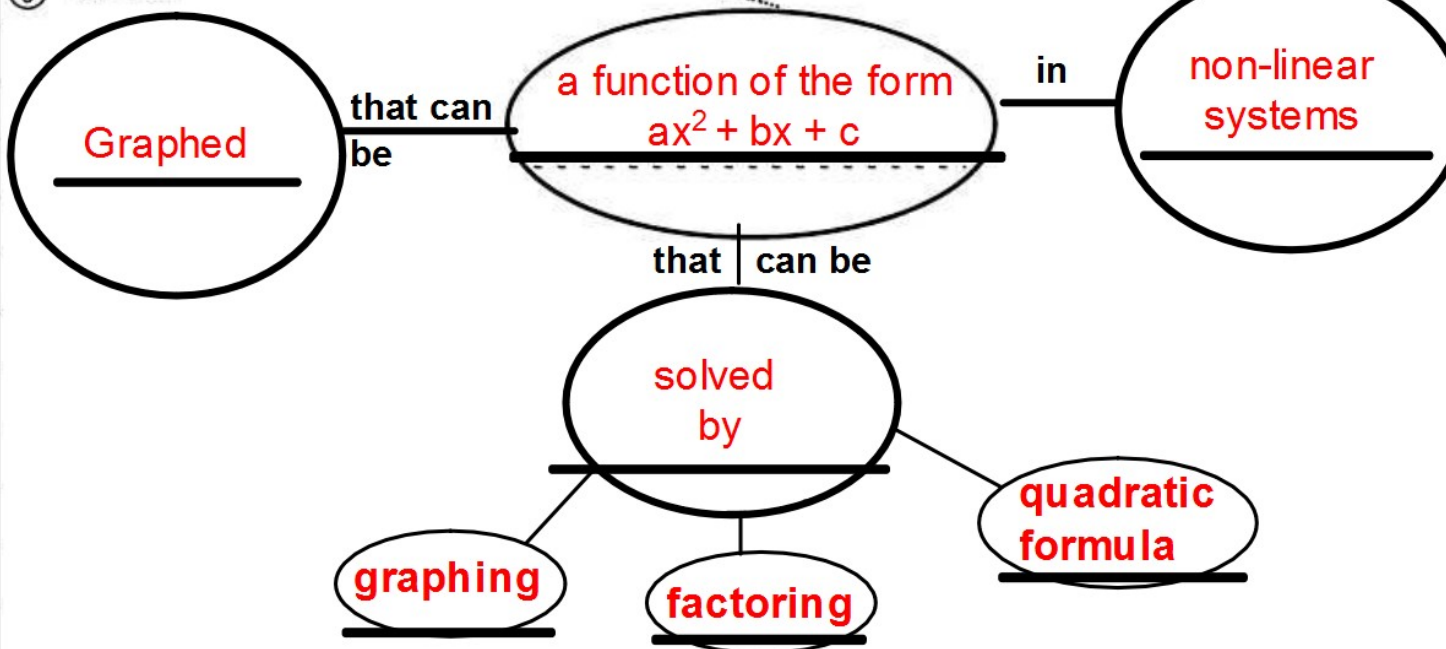 Graphed
that can
be
a function of the form
ax² + bx + c
in
non-linear
systems
that can be
solved
by
graphing
factoring
quadratic
formula